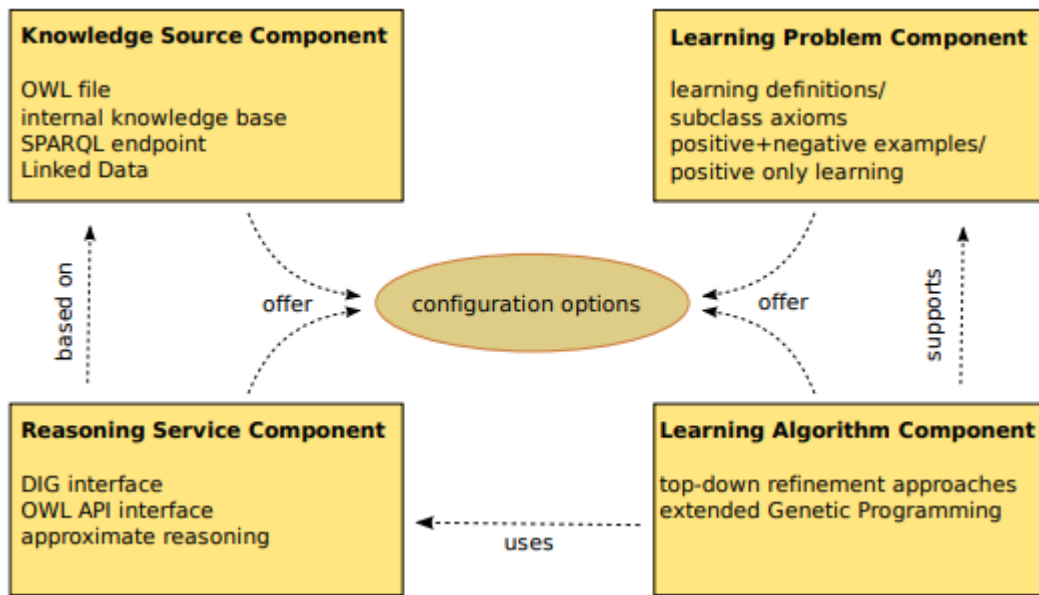 Knowledge Source Component
OWL file
internal knowledge base
SPARQL endpoint
Linked Data
Learning Problem Component
learning definitions/
subclass axioms
positive+negative examples/
positive only learning
based on
offer
configuration options
offer
supports
Reasoning Service Component
DIG interface
OWL API interface
approximate reasoning
uses
Learning Algorithm Component
top-down refinement approaches
extended Genetic Programming